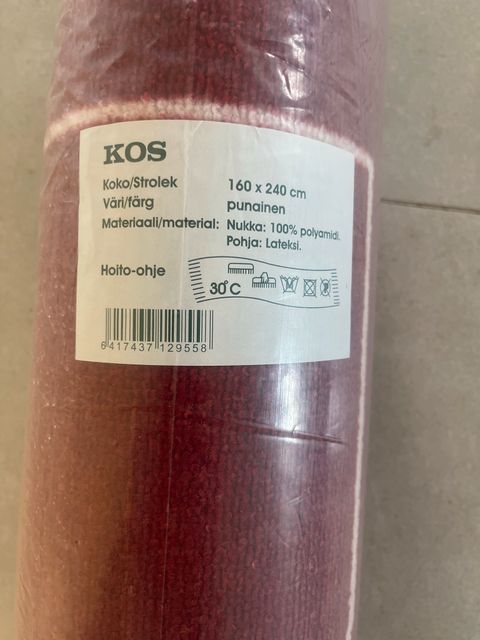 KOS
Koko/Strolek 160 x 240 cm
Väri/färg punainen
Materiaali/material: Nukka: 100% polyamidi.
Pohja: Lateksi.
Hoito-ohje
30°C
6 417437 129558